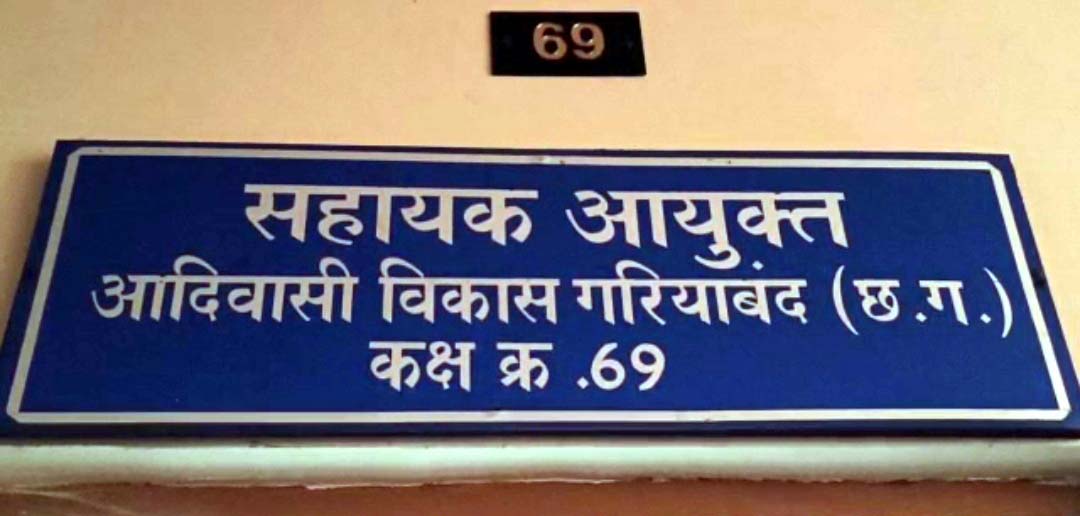 69
सहायक आयुक्त
आदिवासी विकास गरियाबंद (छ.ग.)
कक्ष क्र .69